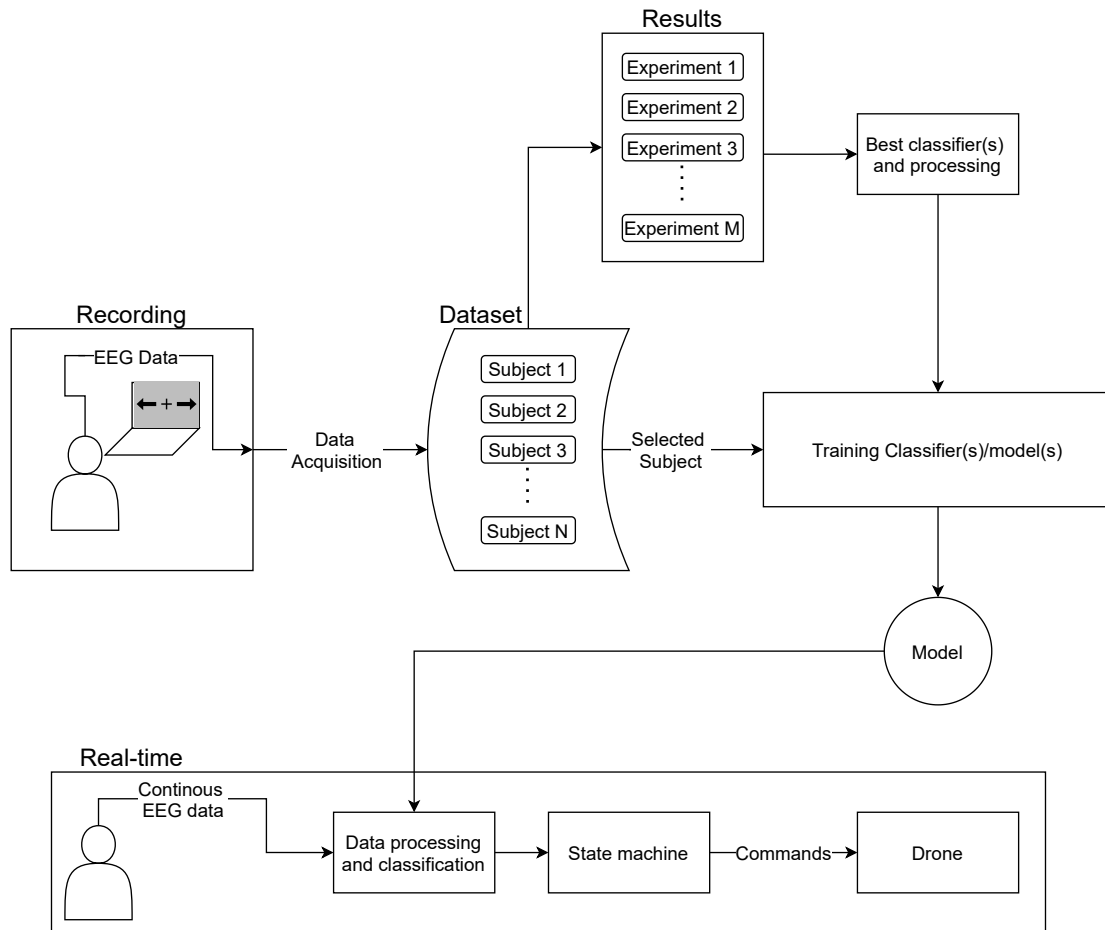 Results
Experiment 1
Experiment 2
Experiment 3
Experiment M
Best classifier(s)
and processing
Recording
EEG Data
Data
Acquisition
Dataset
Subject 1
Subject 2
Subject 3
Subject N
Selected
Subject
Training Classifier(s)/model(s)
Model
Real-time
Continous
EEG data
Data processing
and classification
State machine
Commands
Drone